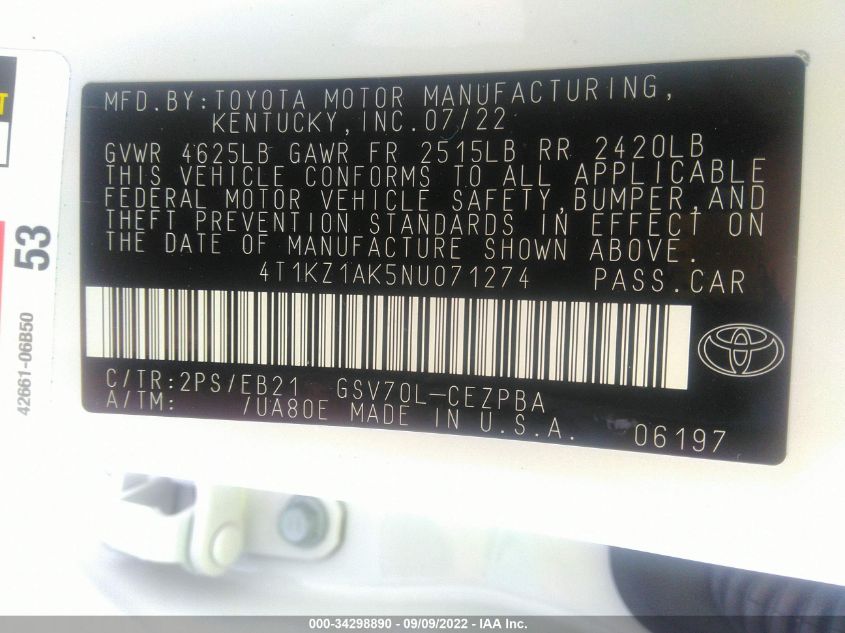 MFD.BY:TOYOTA MOTOR MANUFACTURING,
KENTUCKY,INC.07/22
GVWR 4625LB GAWR FR 2515LB RR 2420LB
THIS VEHICLE CONFORMS TO ALL APPLICABLE
FEDERAL MOTOR VEHICLE SAFETY,BUMPER,AND
THEFT PREVENTION STANDARDS IN EFFECT ON
THE DATE OF MANUFACTURE SHOWN ABOVE.
4T1KZ1AK5NU071274 PASS.CAR
C/TR:2PS/EB21 GSV70L-CEZPBA
A/TM: /UA80E MADE IN U.S.A. 06197
53
42661-06B50
000-34298890 - 09/09/2022 - IAA Inc.